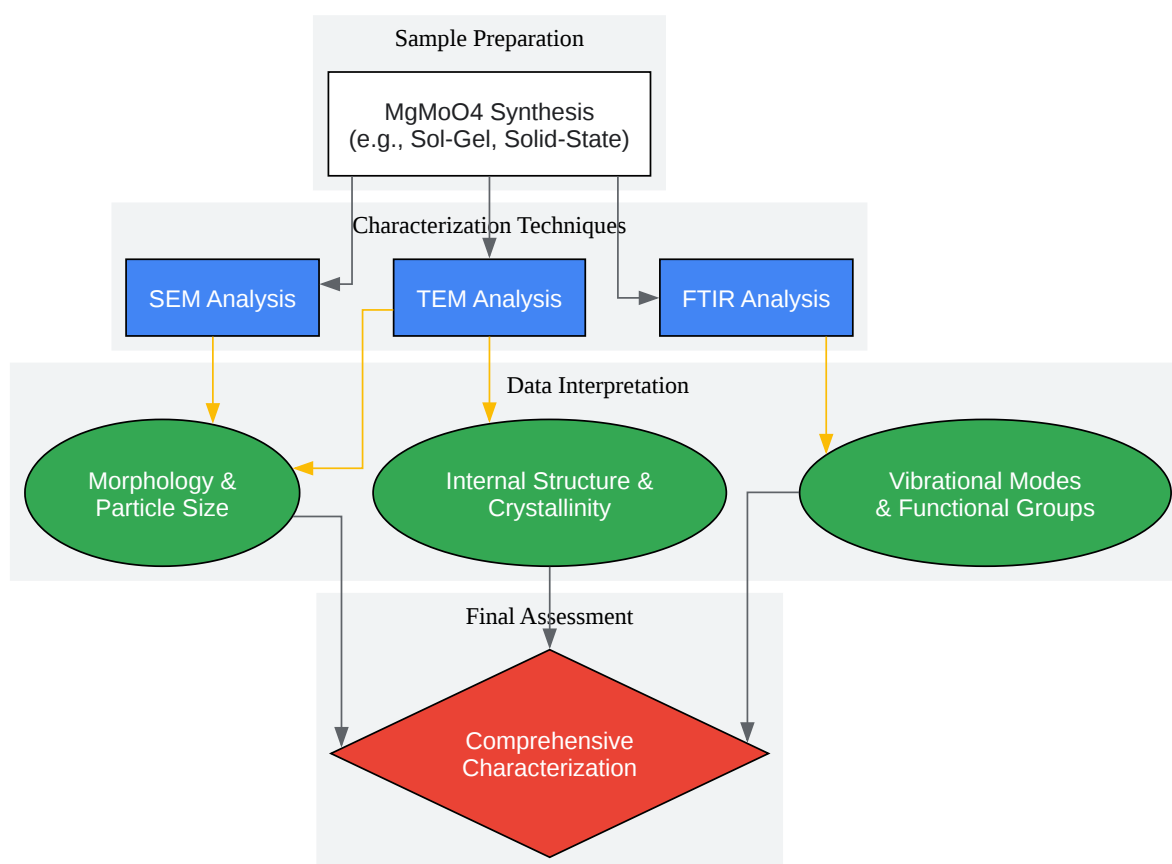 Sample Preparation
MgMoO4 Synthesis
(e.g., Sol-Gel, Solid-State)
Characterization Techniques
SEM Analysis
TEM Analysis
FTIR Analysis
Data Interpretation
Morphology &
Particle Size
Internal Structure &
Crystallinity
Vibrational Modes
& Functional Groups
Final Assessment
Comprehensive
Characterization